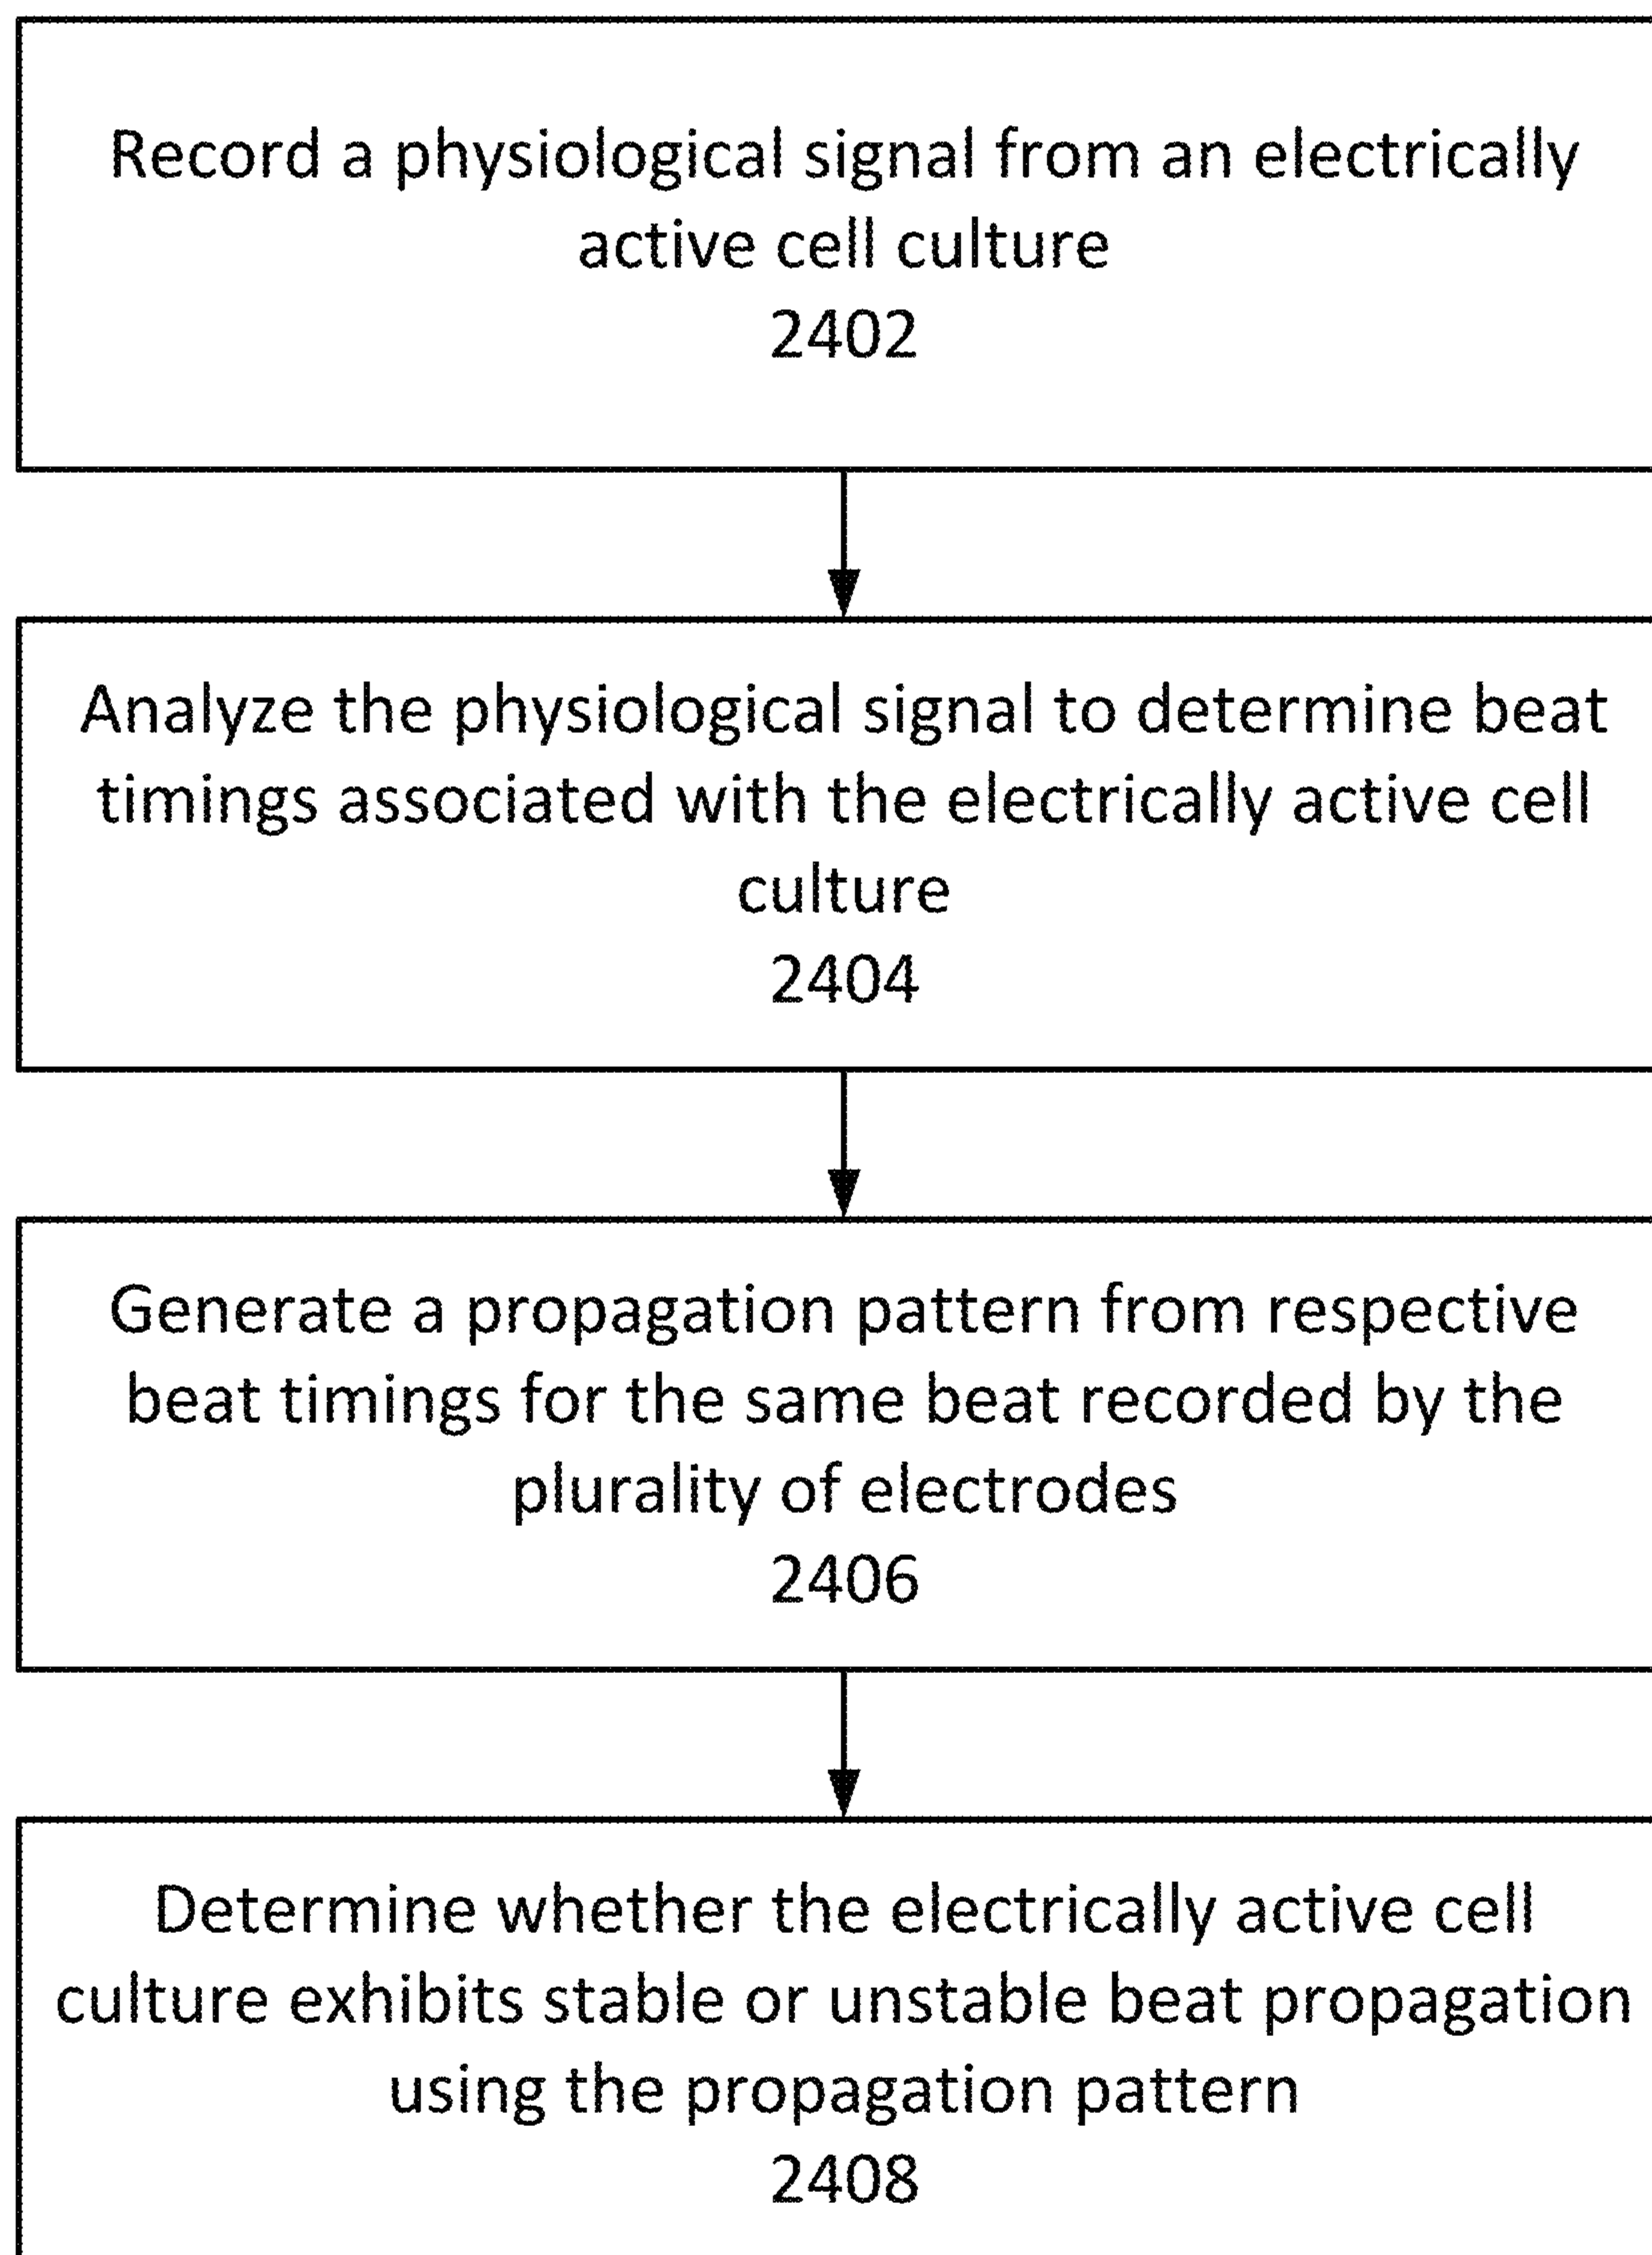 Record a physiological signal from an electrically
active cell culture
2402
Analyze the physiological signal to determine beat
timings associated with the electrically active cell
culture
2404
Generate a propagation pattern from respective
beat timings for the same beat recorded by the
plurality of electrodes
2406
Determine whether the electrically active cell
culture exhibits stable or unstable beat propagation
using the propagation pattern
2408